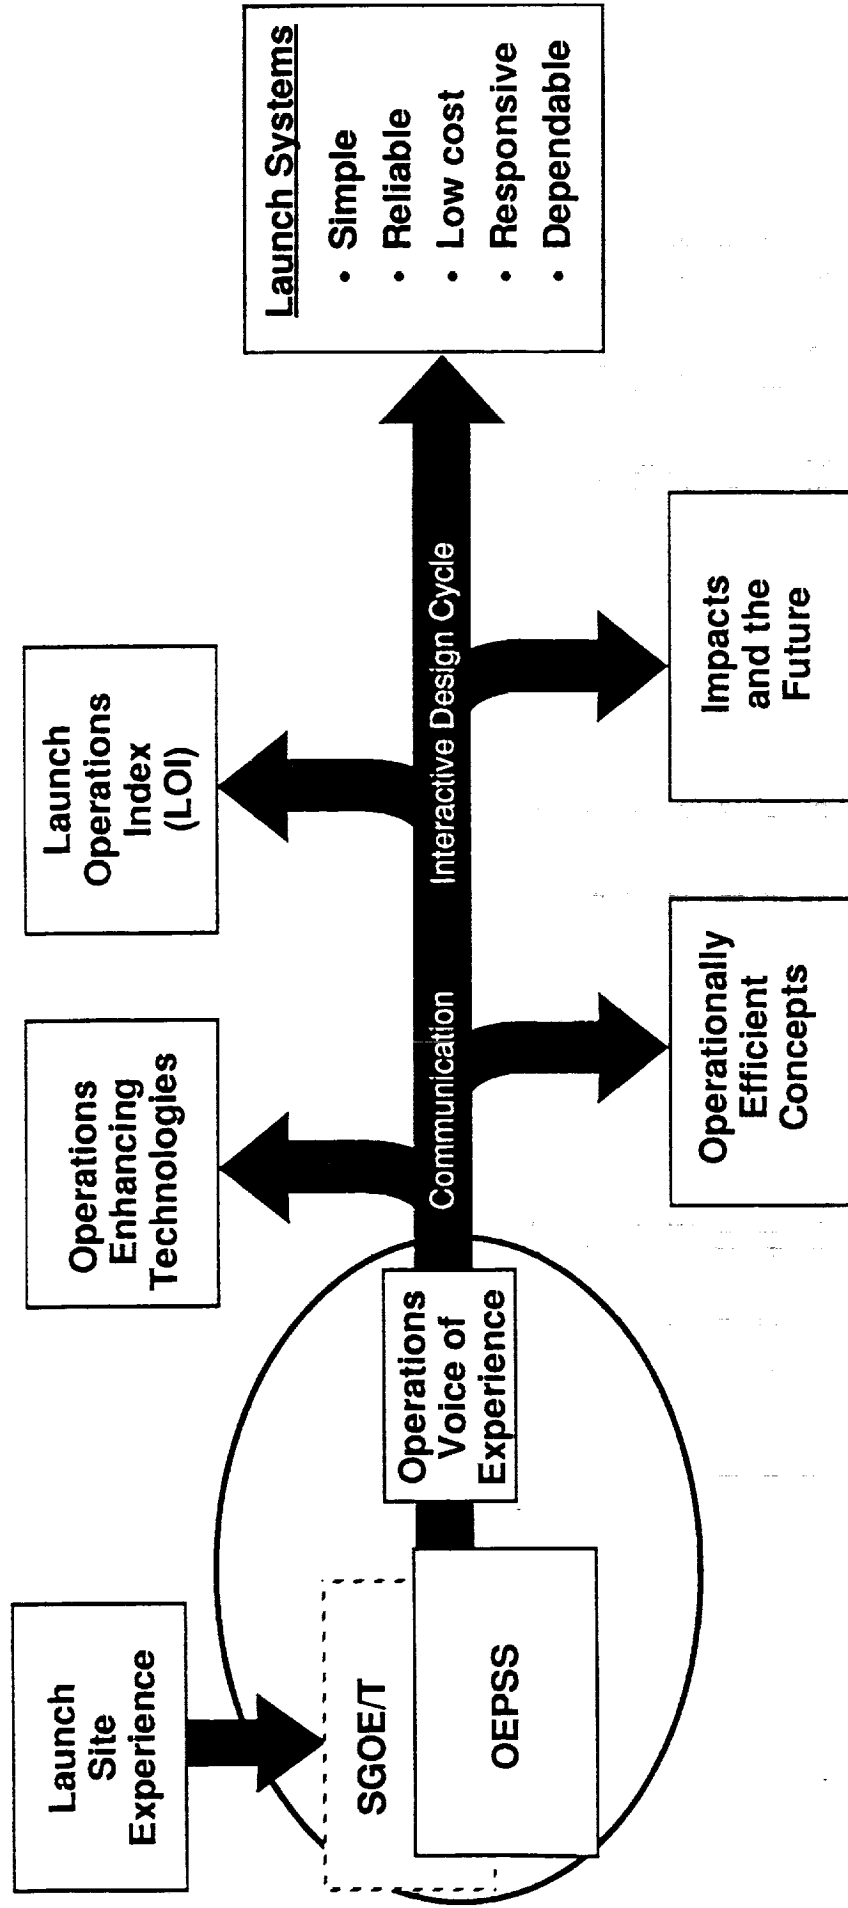 Launch
Site
Experience
SGOE/T
OEPSS
Operations
Voice of
Experience
Operations
Enhancing
Technologies
Launch
Operations
Index
(LOI)
Communication
Interactive Design Cycle
Operationally
Efficient
Concepts
Impacts
and the
Future
Launch Systems
• Simple
• Reliable
• Low cost
• Responsive
• Dependable